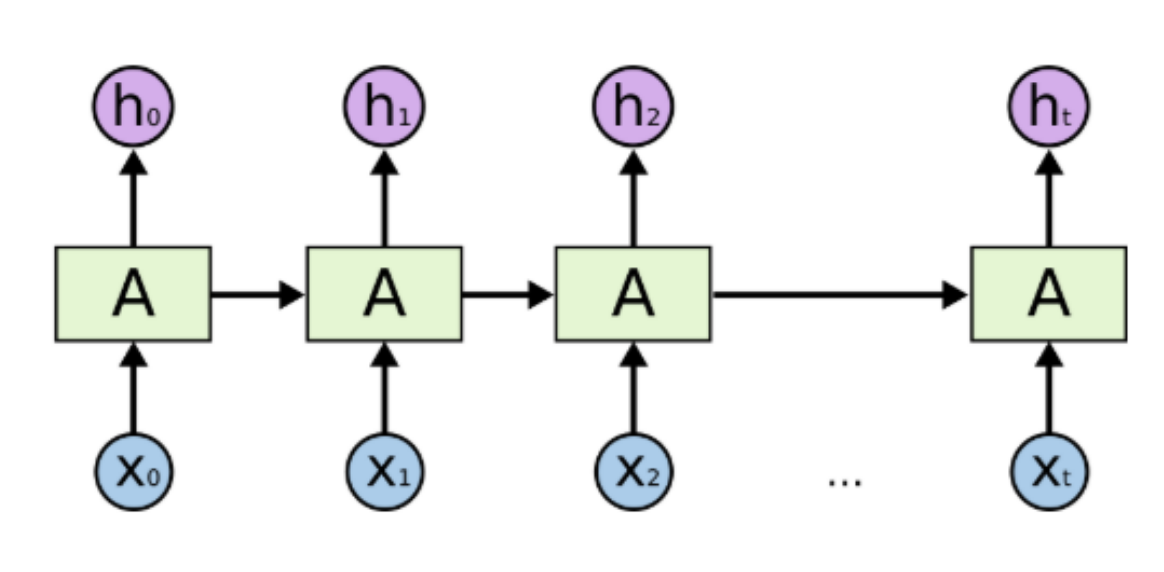 h₀ h₁ h₂ hₜ
A A A A
x₀ x₁ x₂ ... xₜ